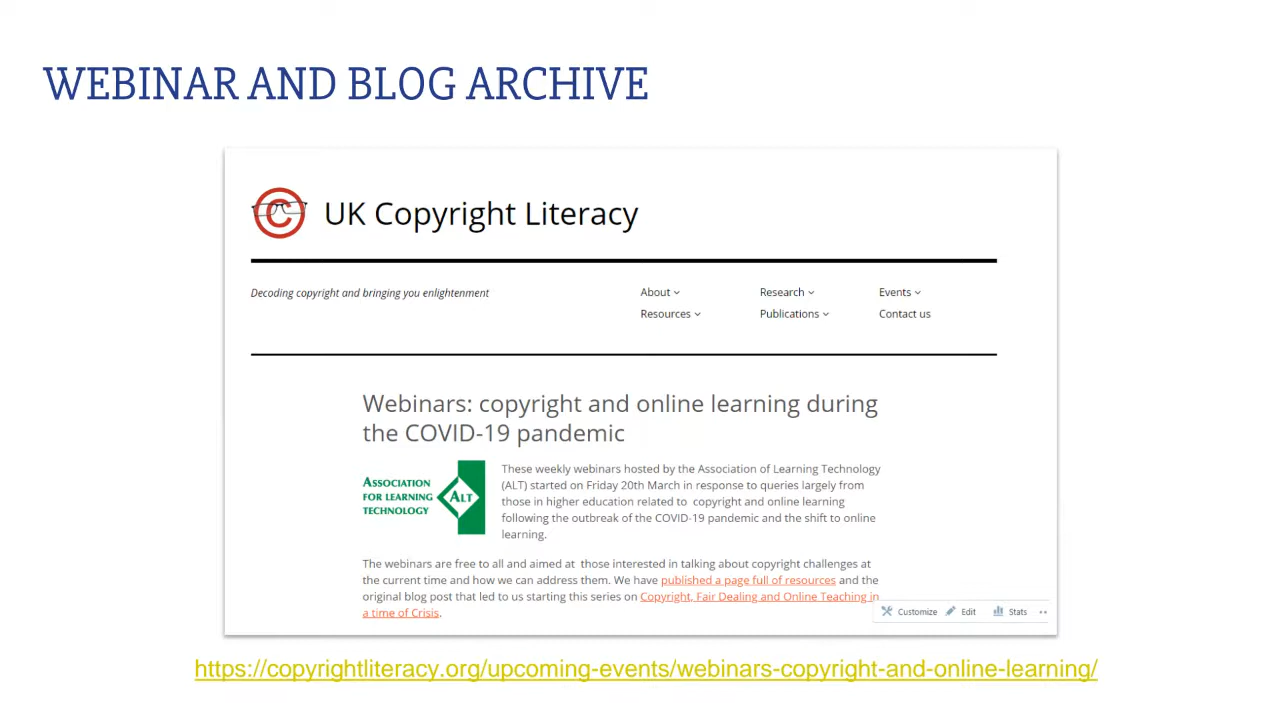 WEBINAR AND BLOG ARCHIVE
UK Copyright Literacy
Decoding copyright and bringing you enlightenment
About
Research
Events
Resources
Publications
Contact us
Webinars: copyright and online learning during
the COVID-19 pandemic
ASSOCIATION
FOR LEARNING
TECHNOLOGY
ALT
These weekly webinars hosted by the Association of Learning Technology
(ALT) started on Friday 20th March in response to queries largely from
those in higher education related to copyright and online learning
following the outbreak of the COVID-19 pandemic and the shift to online
learning.
The webinars are free to all and aimed at those interested in talking about copyright challenges at
the current time and how we can address them. We have published a page full of resources and the
original blog post that led to us starting this series on Copyright, Fair Dealing and Online Teaching in
a time of Crisis.
Customize Edit Stats
https://copyrightliteracy.org/upcoming-events/webinars-copyright-and-online-learning/